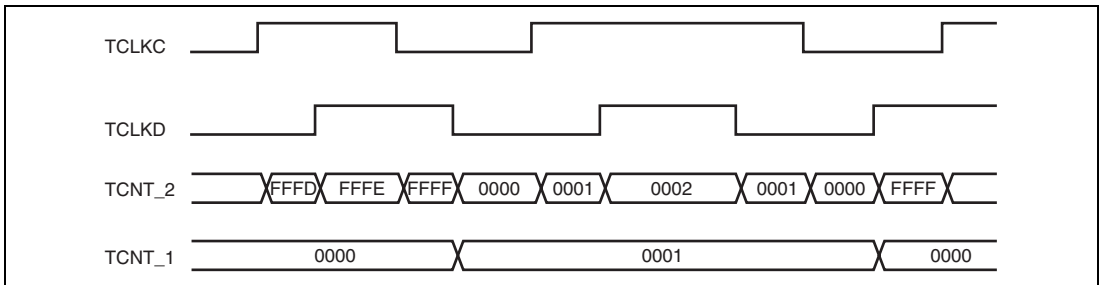 TCLKC
TCLKD
TCNT_2 FFFD FFFE FFFF 0000 0001 0002 0001 0000 FFFF
TCNT_1 0000 0001 0000